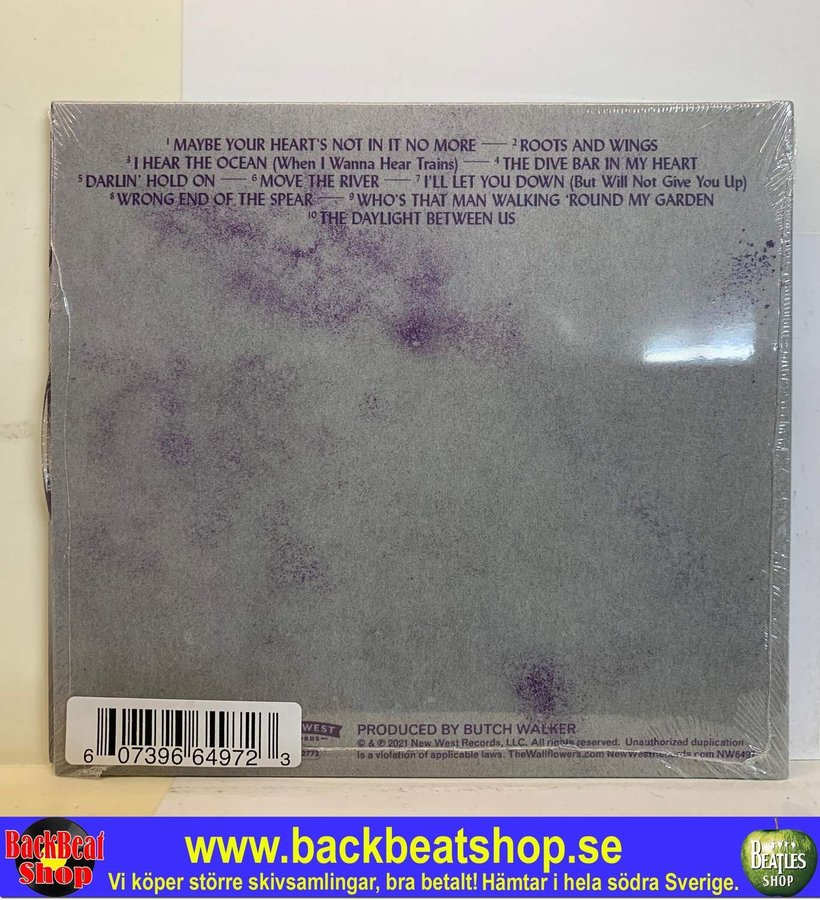 1 MAYBE YOUR HEART'S NOT IN IT NO MORE — 2 ROOTS AND WINGS
3 I HEAR THE OCEAN (When I Wanna Hear Trains) — 4 THE DIVE BAR IN MY HEART
5 DARLIN' HOLD ON — 6 MOVE THE RIVER — 7 I'LL LET YOU DOWN (But Will Not Give You Up)
8 WRONG END OF THE SPEAR — 9 WHO'S THAT MAN WALKING 'ROUND MY GARDEN
10 THE DAYLIGHT BETWEEN US
WEST
PRODUCED BY BUTCH WALKER
© & ℗ 2021 New West Records, LLC. All rights reserved. Unauthorized duplication
is a violation of applicable laws. TheWallflowers.com NewWestRecords.com NW6497
6 07396 64972 3
BackBeat
Shop
www.backbeatshop.se
Vi köper större skivsamlingar, bra betalt! Hämtar i hela södra Sverige.
BEATLES
SHOP